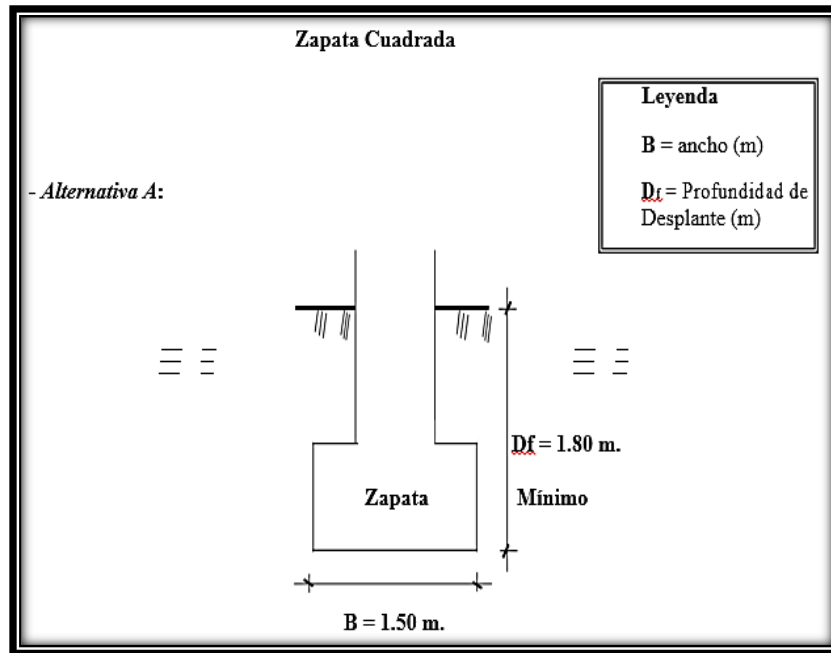 Zapata Cuadrada
Leyenda
B = ancho (m)
Df = Profundidad de
Desplante (m)
- Alternativa A:
Df = 1.80 m.
Zapata
Mínimo
B = 1.50 m.